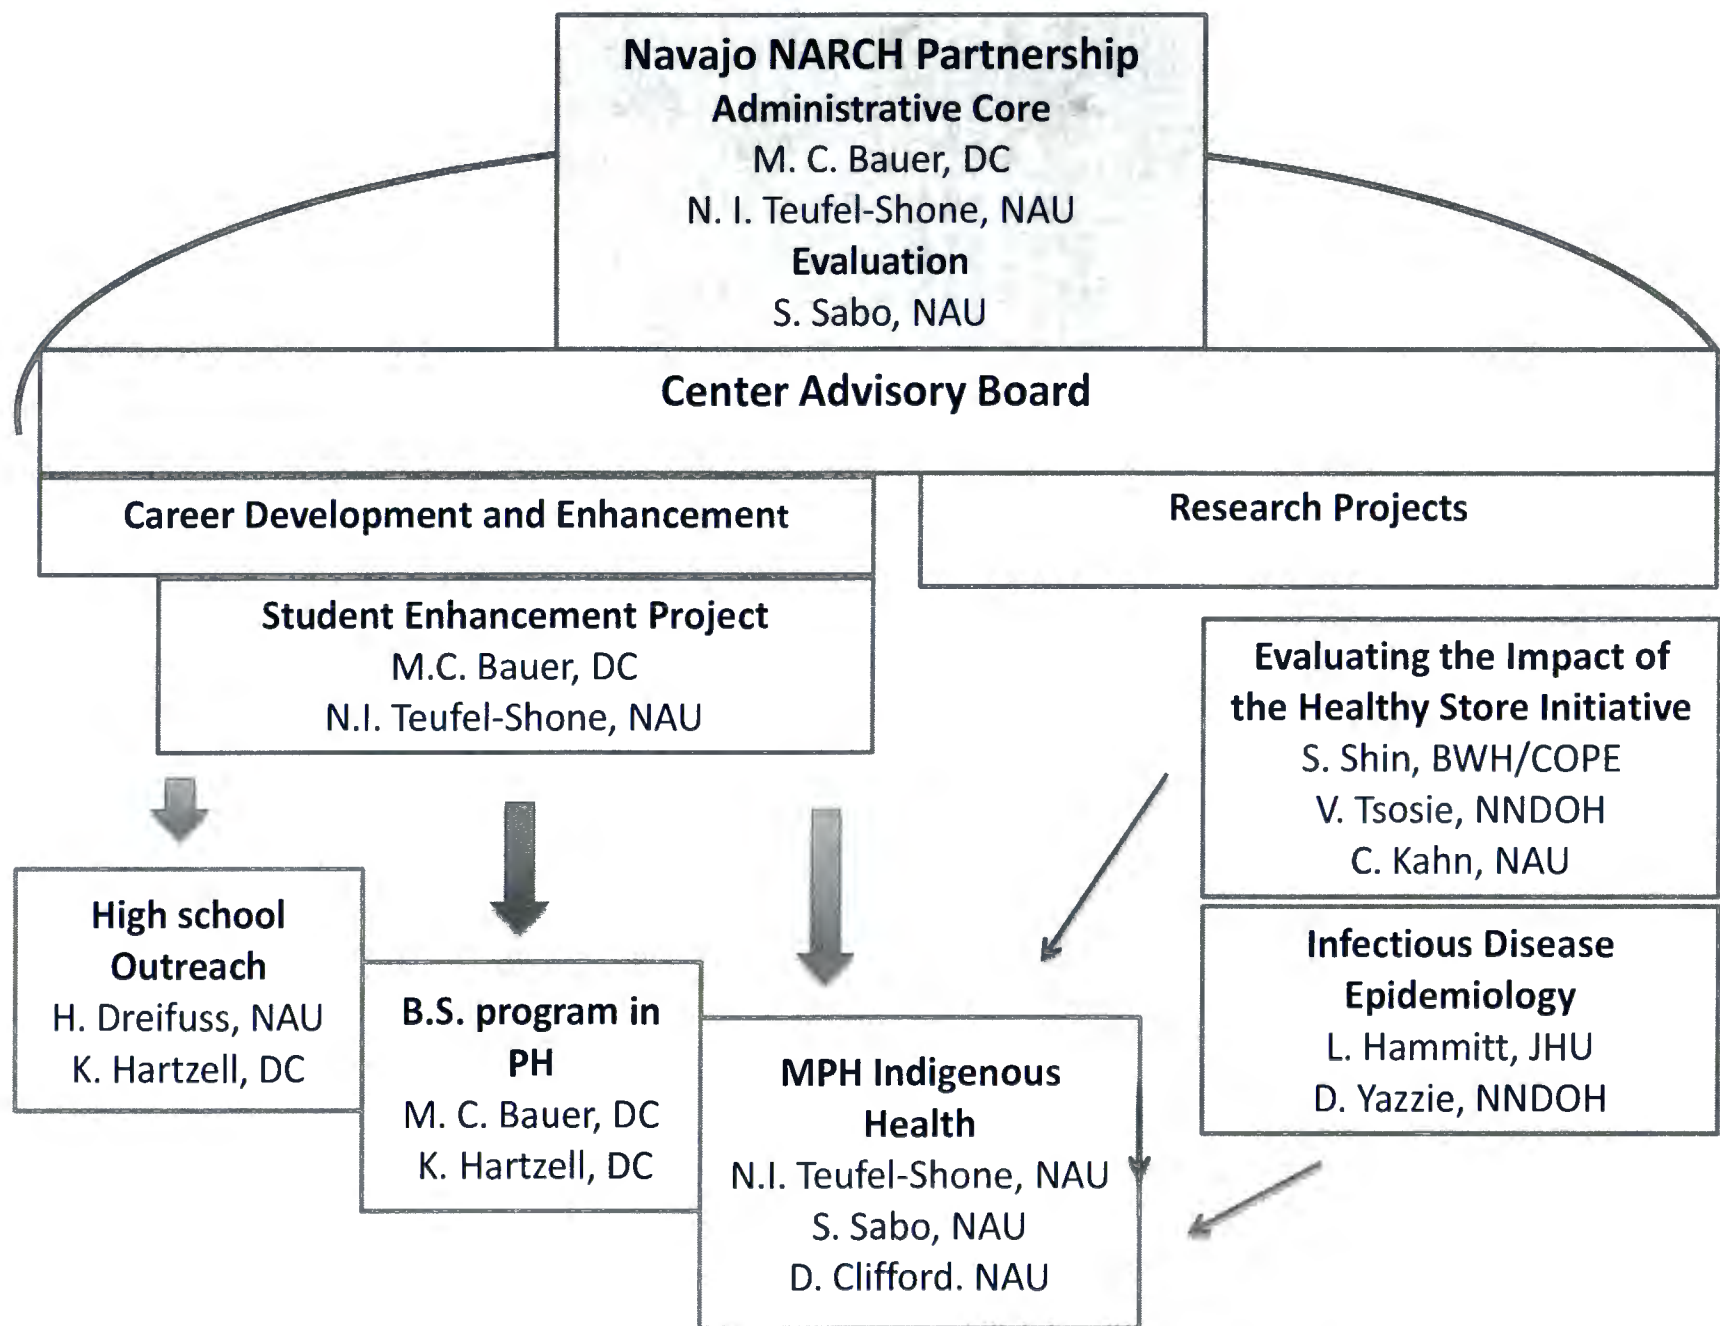 Navajo NARCH Partnership
Administrative Core
M. C. Bauer, DC
N. I. Teufel-Shone, NAU
Evaluation
S. Sabo, NAU
Center Advisory Board
Career Development and Enhancement
Research Projects
Student Enhancement Project
M.C. Bauer, DC
N.I. Teufel-Shone, NAU
Evaluating the Impact of
the Healthy Store Initiative
S. Shin, BWH/COPE
V. Tsosie, NNDOH
C. Kahn, NAU
High school
Outreach
H. Dreifuss, NAU
K. Hartzell, DC
B.S. program in
PH
M. C. Bauer, DC
K. Hartzell, DC
MPH Indigenous
Health
N.I. Teufel-Shone, NAU
S. Sabo, NAU
D. Clifford. NAU
Infectious Disease
Epidemiology
L. Hammitt, JHU
D. Yazzie, NNDOH